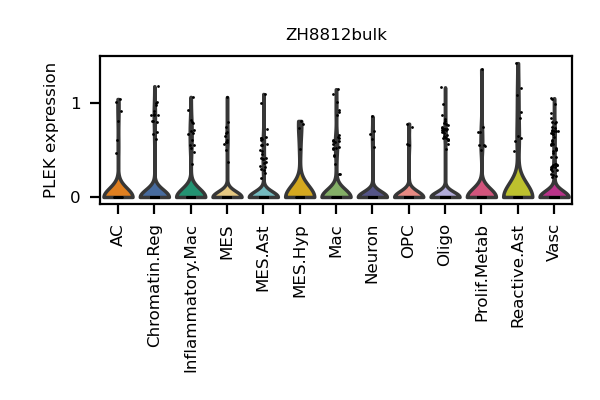 ZH8812bulk
PLEK expression
1
0
AC
Chromatin.Reg
Inflammatory.Mac
MES
MES.Ast
MES.Hyp
Mac
Neuron
OPC
Oligo
Prolif.Metab
Reactive.Ast
Vasc